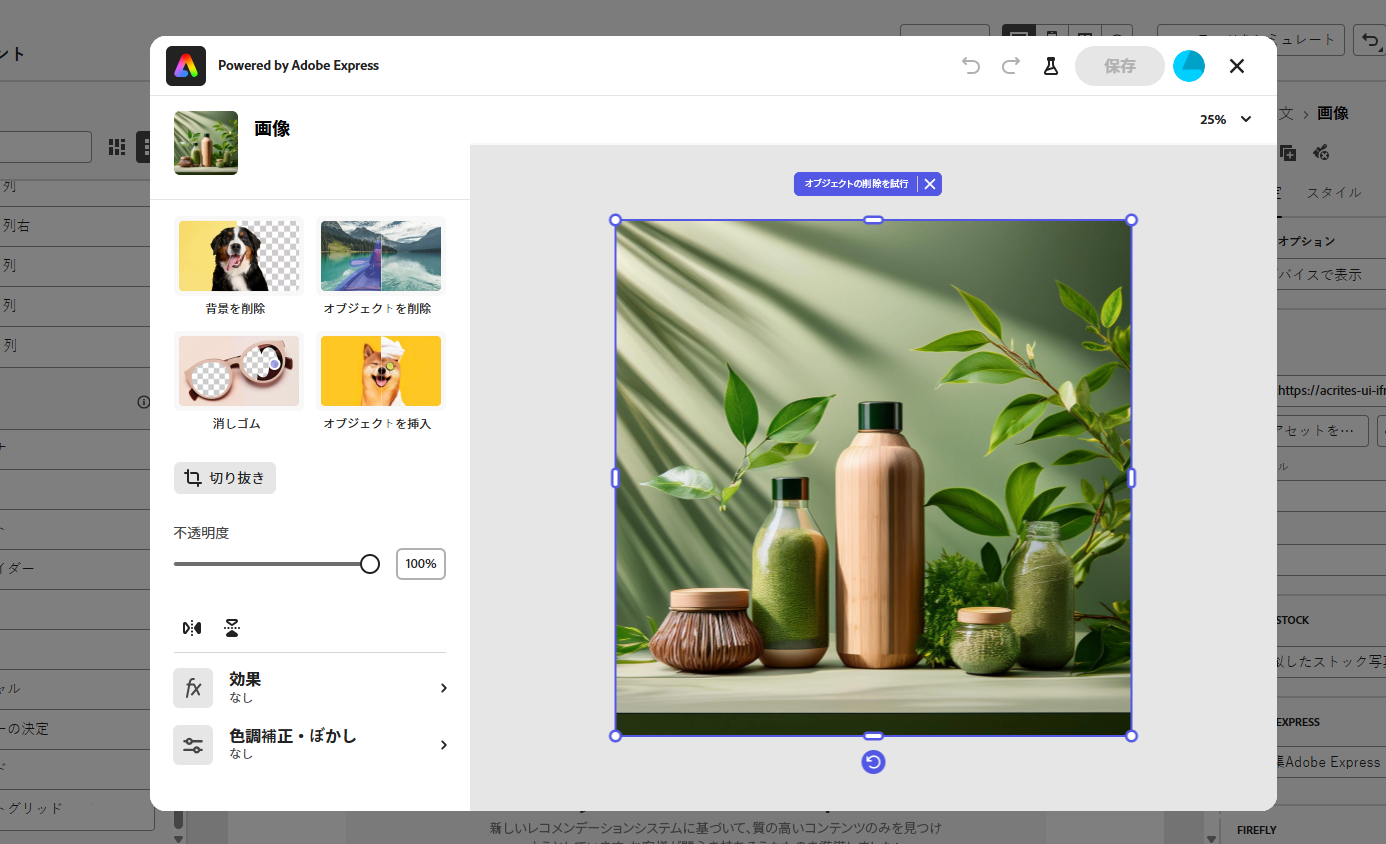 ント
Powered by Adobe Express
保存
画像
25%
文 > 画像
オブジェクトの削除を試行
スタイル
列
列右
列
列
列
オプション
バイスで表示
背景を削除
オブジェクトを削除
消しゴム
オブジェクトを挿入
https://acrites-ui-ifr
アセットを…
切り抜き
不透明度
100%
イダー
STOCK
似したストック写真
効果
なし
ャル
ーの決定
EXPRESS
色調補正・ぼかし
なし
集Adobe Express
トグリッド
新しいレコメンデーションシステムに基づいて、質の高いコンテンツのみを見つけ
FIREFLY